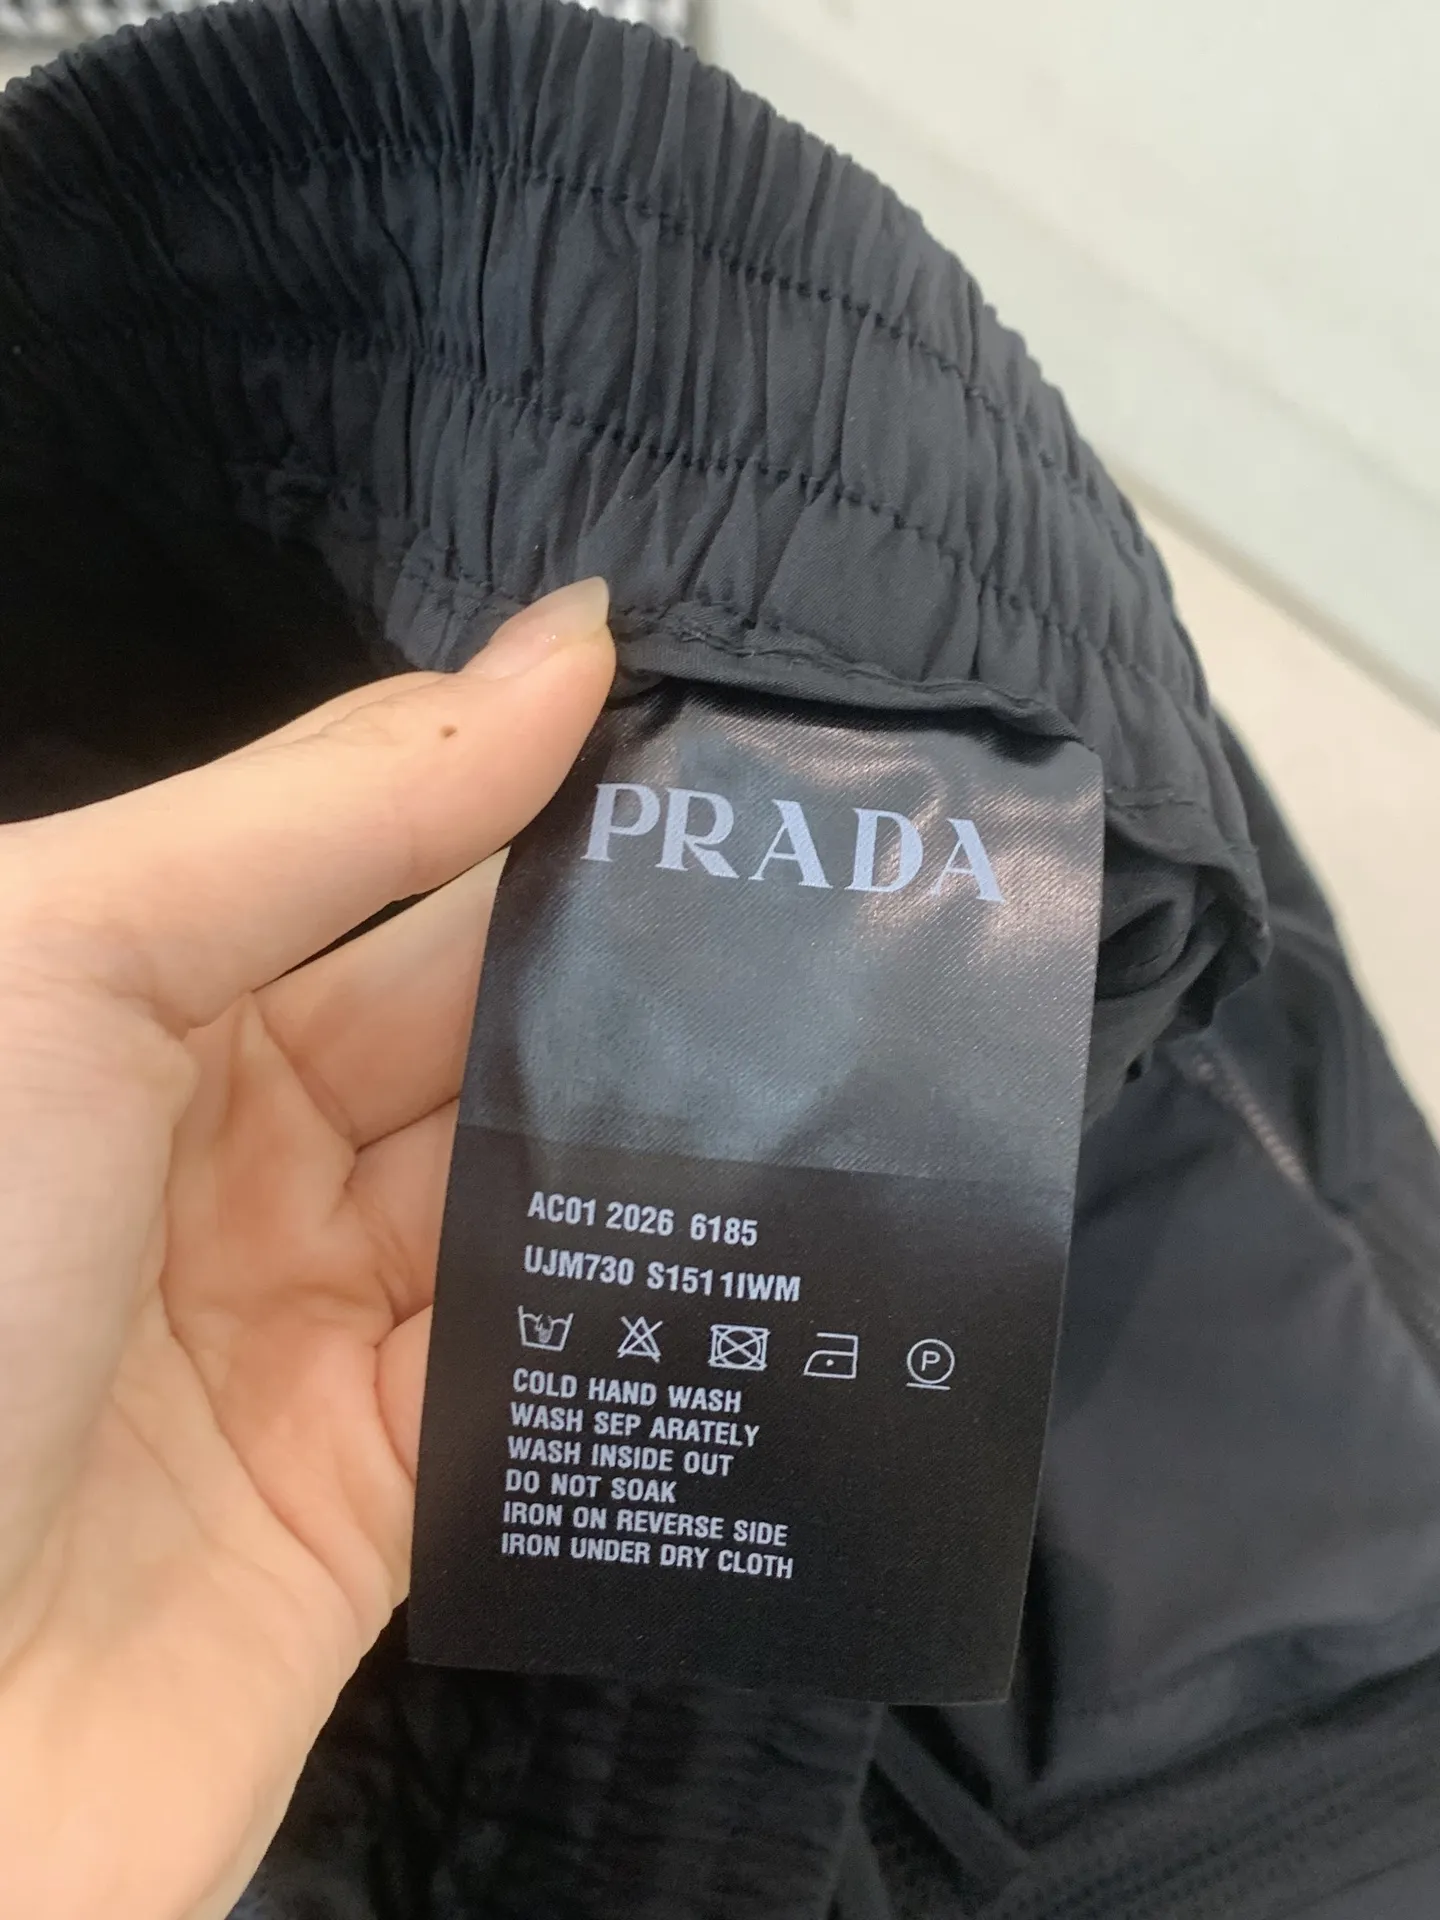 PRADA
AC01 2026 6185
UJM730 S1511IWM
P
COLD HAND WASH
WASH SEP ARATELY
WASH INSIDE OUT
DO NOT SOAK
IRON ON REVERSE SIDE
IRON UNDER DRY CLOTH